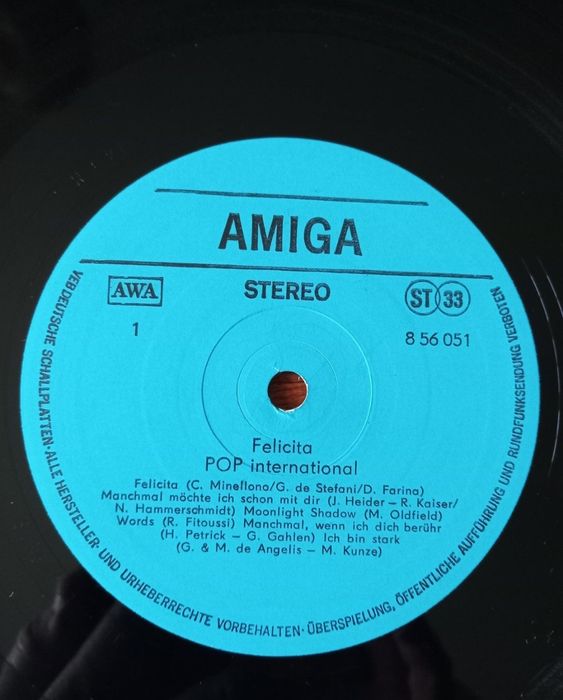 AMIGA
AWA
STEREO
ST 33
1
8 56 051
Felicita
POP international
Felicita (C. Mineflono/G. de Stefani/D. Farina)
Manchmal möchte ich schon mit dir (J. Heider – R. Kaiser/
N. Hammerschmidt) Moonlight Shadow (M. Oldfield)
Words (R. Fitoussi) Manchmal, wenn ich dich berühr
(H. Petrick – G. Gahlen) Ich bin stark
(G. & M. de Angelis – M. Kunze)
VEB DEUTSCHE SCHALLPLATTEN · ALLE HERSTELLER- UND URHEBERRECHTE VORBEHALTEN · ÜBERSPIELUNG, ÖFFENTLICHE AUFFÜHRUNG UND RUNDFUNKSENDUNG VERBOTEN